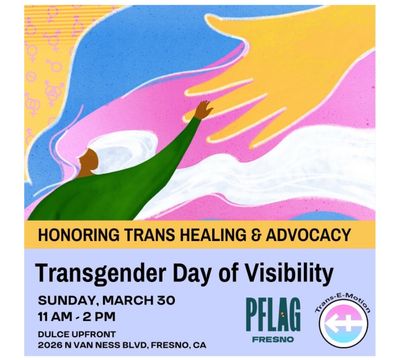 HONORING TRANS HEALING & ADVOCACY
Transgender Day of Visibility
SUNDAY, MARCH 30
11 AM - 2 PM
DULCE UPFRONT
2026 N VAN NESS BLVD, FRESNO, CA
PFLAG
FRESNO
Trans-E-Motion